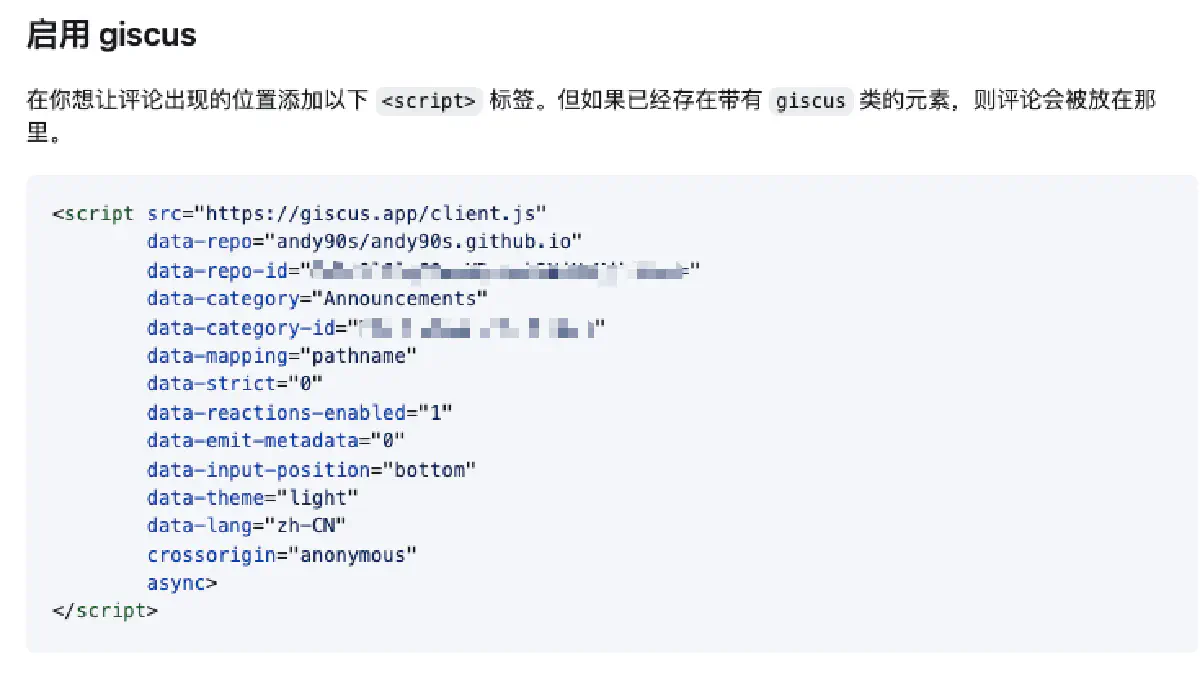 启用 giscus
在你想让评论出现的位置添加以下 <script> 标签。但如果已经存在带有 giscus 类的元素，则评论会被放在那
里。
<script src="https://giscus.app/client.js"
data-repo="andy90s/andy90s.github.io"
data-repo-id=""
data-category="Announcements"
data-category-id=""
data-mapping="pathname"
data-strict="0"
data-reactions-enabled="1"
data-emit-metadata="0"
data-input-position="bottom"
data-theme="light"
data-lang="zh-CN"
crossorigin="anonymous"
async>
</script>